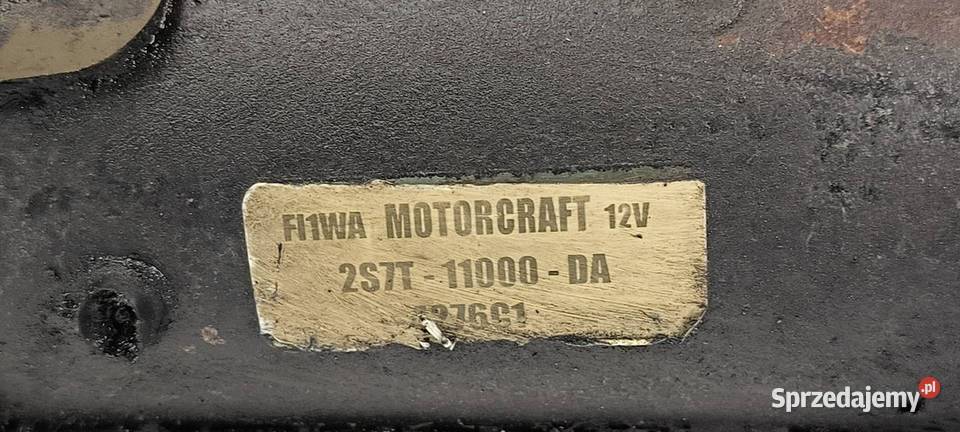 FI1WA MOTORCRAFT 12V
2S7T - 11000 - DA
Sprzedajemy.pl